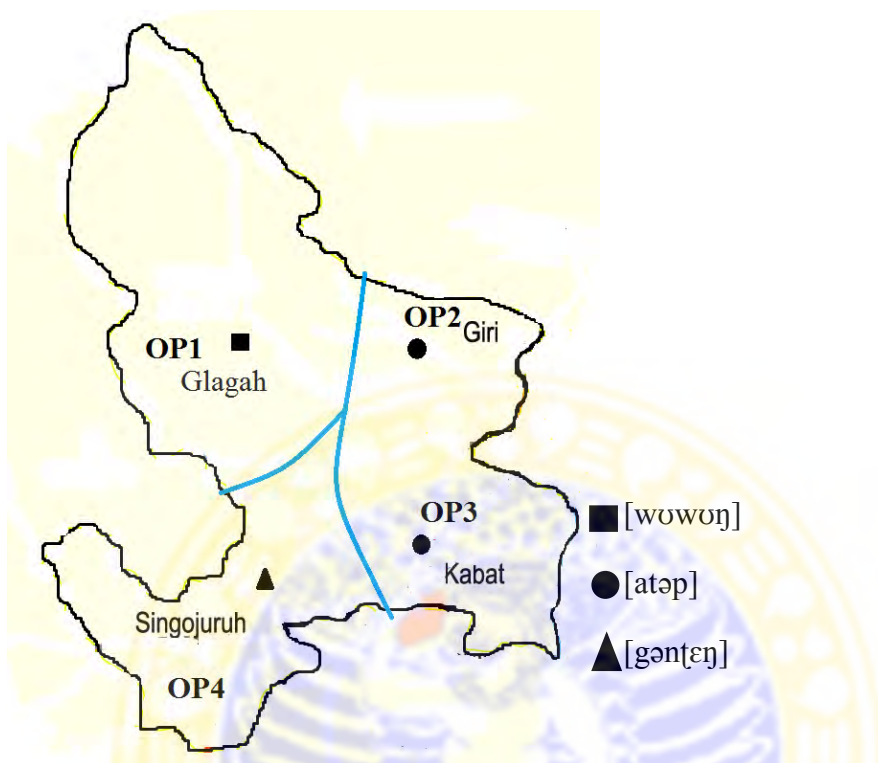 OP2 Giri
OP1
Glagah
OP3
Kabat
Singojuruh
OP4
[wʊwʊŋ]
[atəp]
[gənʈɛŋ]